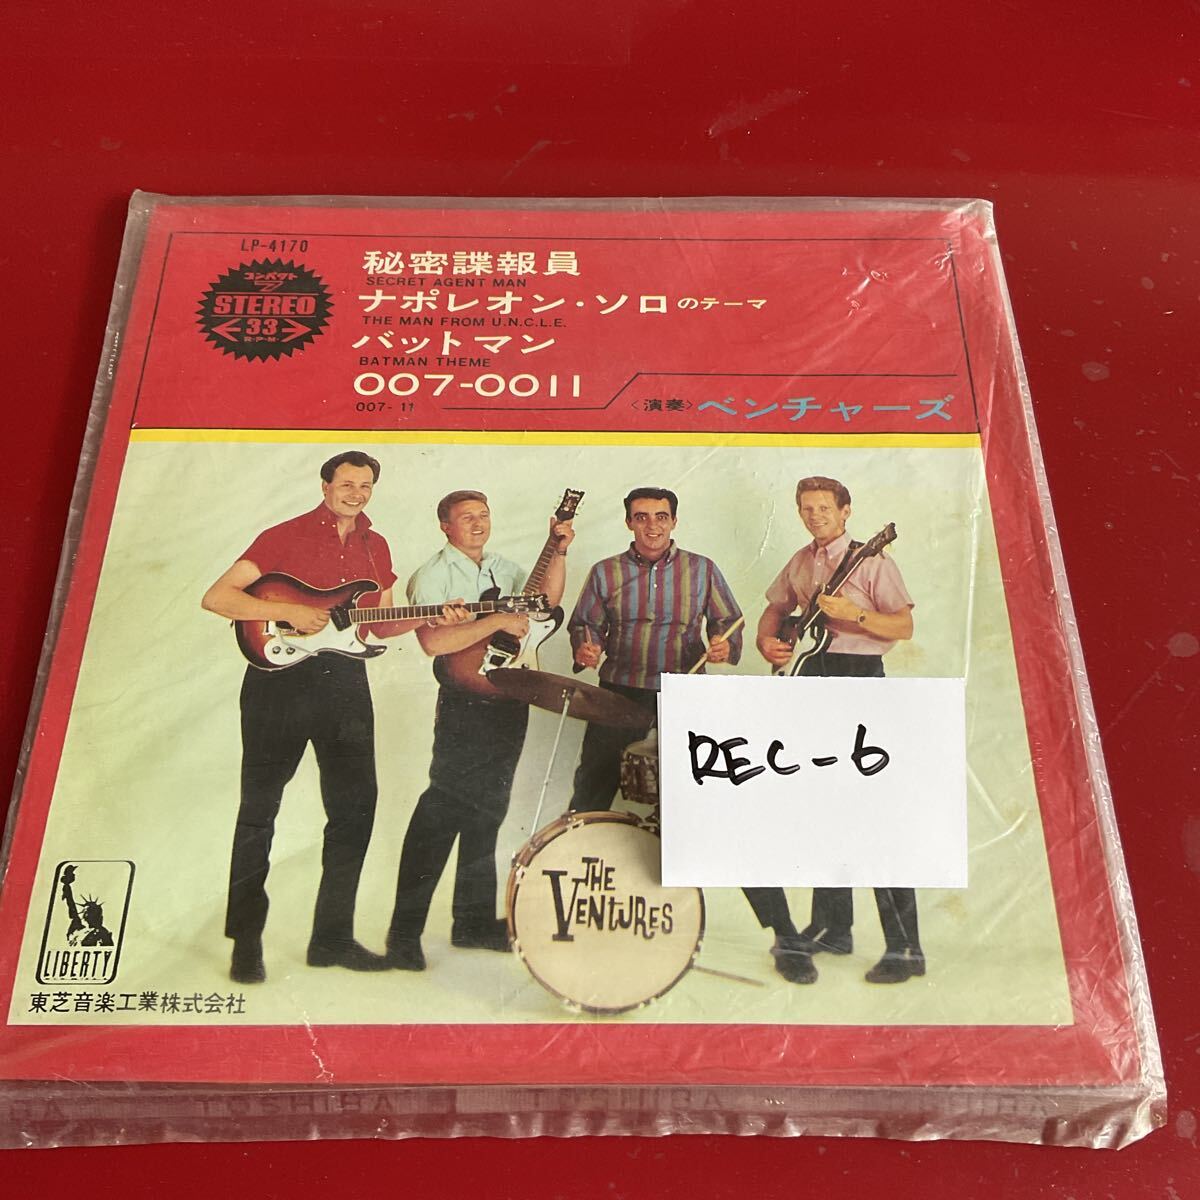 LP-4170
コンパクト
7
STEREO
33
R·P·M·
秘密諜報員
SECRET AGENT MAN
ナポレオン・ソロのテーマ
THE MAN FROM U.N.C.L.E.
バットマン
BATMAN THEME
007-0011
007-11
〈演奏〉ベンチャーズ
REC-6
THE
VENTURES
LIBERTY
東芝音楽工業株式会社
TOSHIBA